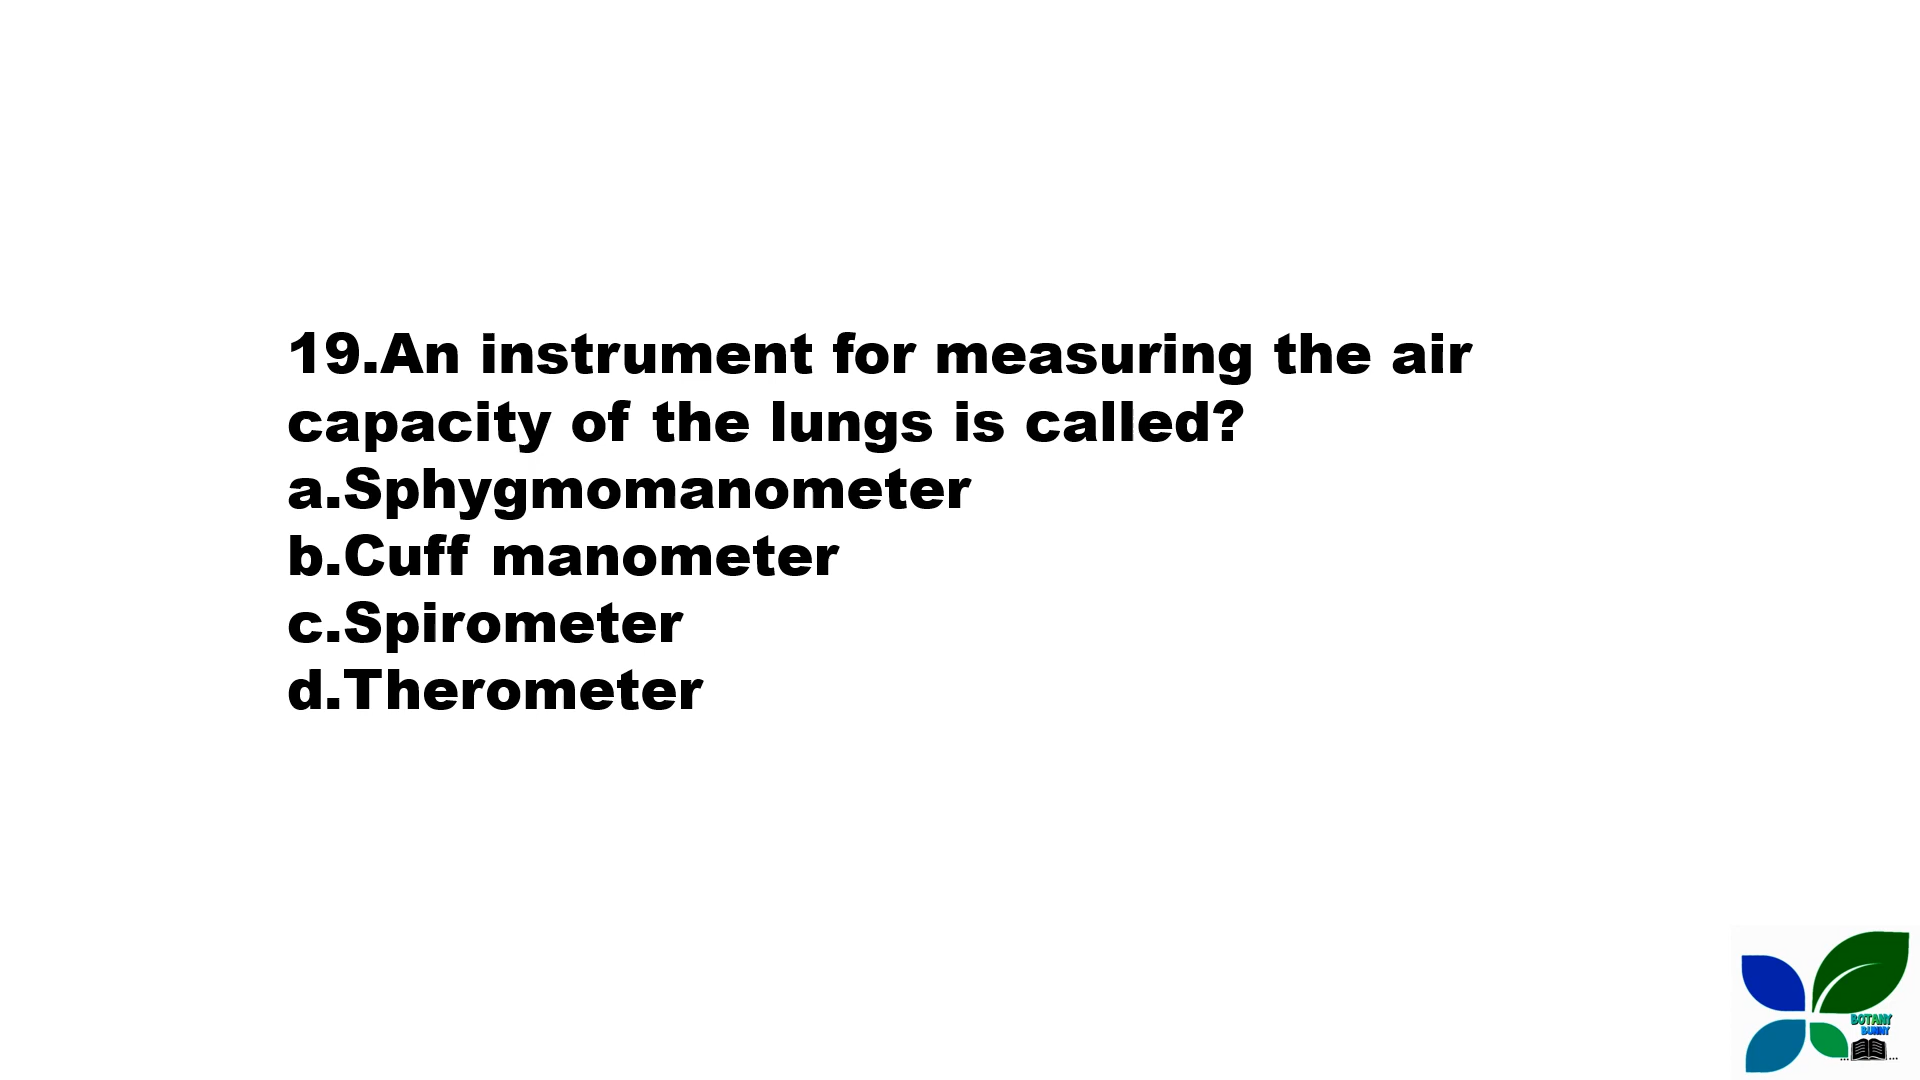 19.An instrument for measuring the air
capacity of the lungs is called?
a.Sphygmomanometer
b.Cuff manometer
c.Spirometer
d.Therometer
BOTANY
BUNNY